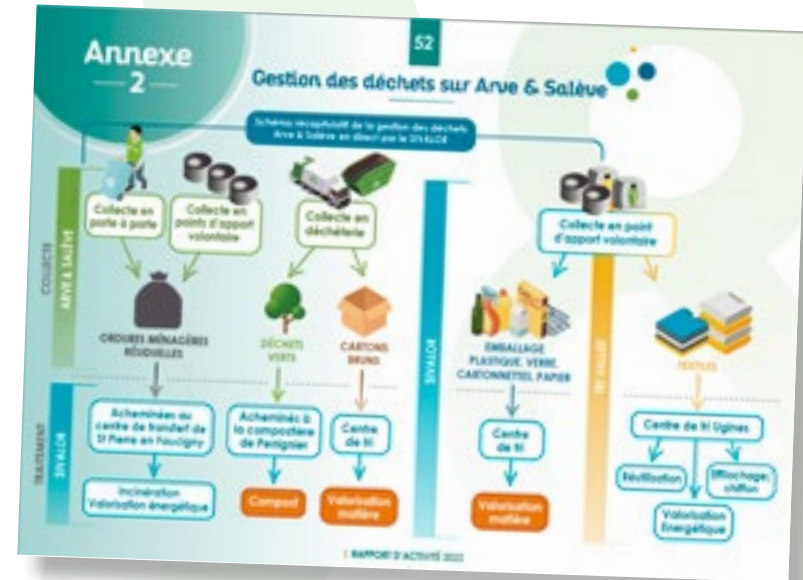 Annexe
2
52
Gestion des déchets sur Arve & Salève
Schéma récapitulatif de la gestion des déchets
Arve & Salève en direct par le SIVALOR
COLLECTE
ARVE & SALÈVE
Collecte en
porte à porte
Collecte en
points d'apport
volontaire
Collecte en
déchèterie
SIVALOR
Collecte en point
d'apport volontaire
ORDURES MÉNAGÈRES
RÉSIDUELLES
DÉCHETS
VERTS
CARTONS
BRUNS
EMBALLAGE
PLASTIQUE, VERRE,
CARTONNETTES, PAPIER
TEXTILES
TRAITEMENT
SIVALOR
Acheminées au
centre de transfert de
St Pierre en Faucigny
Incinération
Valorisation énergétique
Acheminés à
la compostière
de Perrignier
Compost
Centre
de tri
Valorisation
matière
Centre
de tri
Valorisation
matière
Centre de tri Ugines
Réutilisation
Effilochage,
chiffon
Valorisation
Energétique
RAPPORT D'ACTIVITÉ 2022